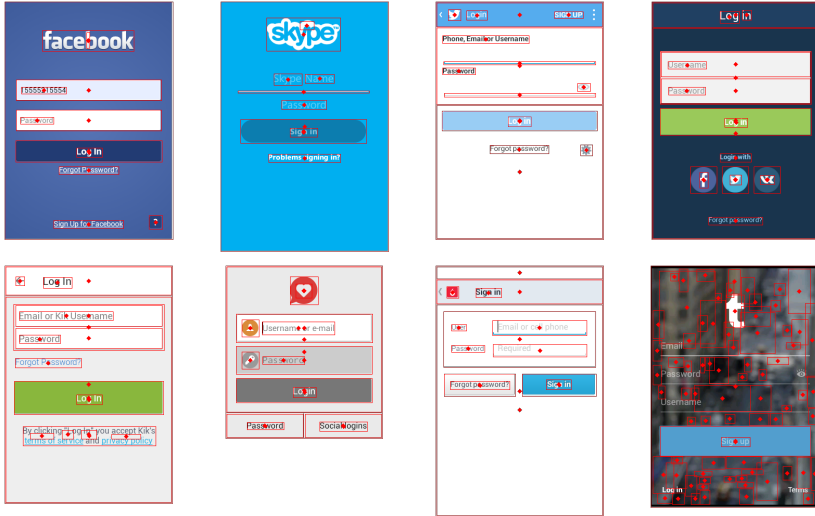 facebook
15555215554
Password
Log In
Forgot Password?
Sign Up for Facebook
?
skype
Skype Name
Password
Sign in
Problems signing in?
Log in
SIGN UP
Phone, Email or Username
Password
Log in
Forgot password?
Log in
Username
Password
Log in
Login with
f
Forgot password?
Log In
Email or Kik Username
Password
Forgot Password?
Log In
By clicking "Log In" you accept Kik's
terms of service and privacy policy
Username or e-mail
Password
Login
Password
Social logins
Sign in
User
Email or cell phone
Password
Required
Forgot password?
Sign in
t
Email
Password
Username
Sign up
Log in
Terms